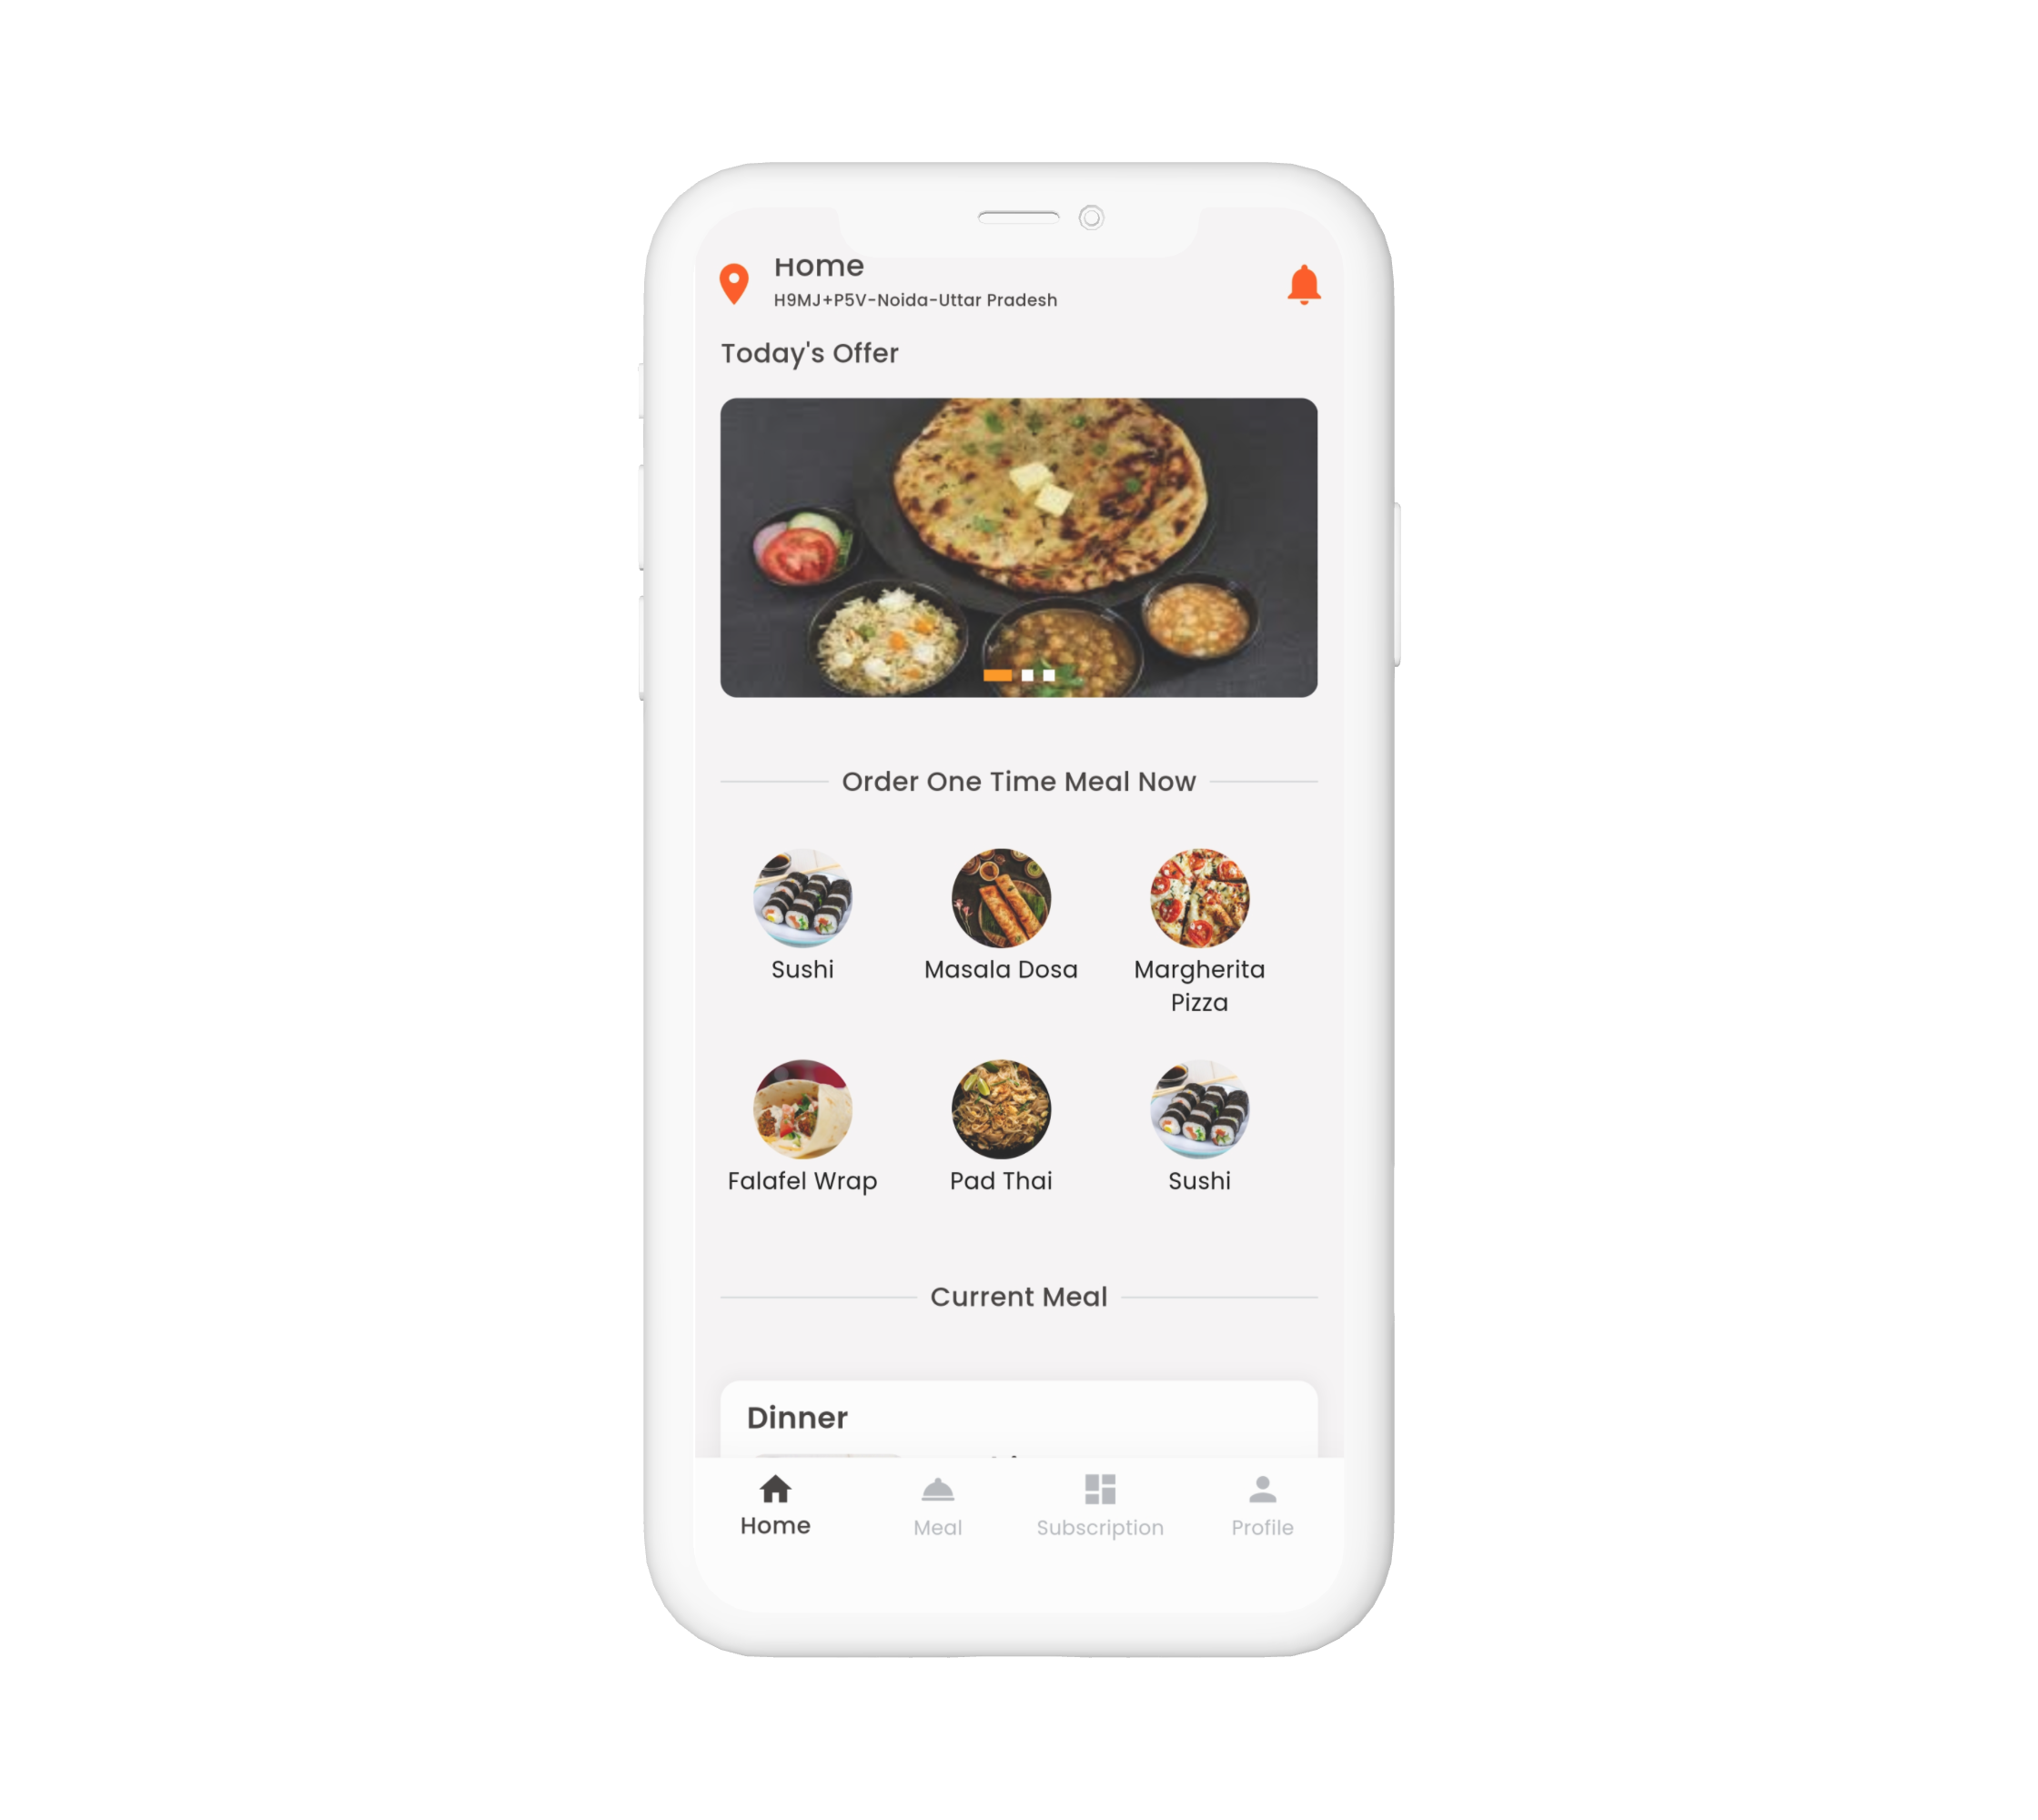 Home
H9MJ+P5V-Noida-Uttar Pradesh
Today's Offer
Order One Time Meal Now
Sushi
Masala Dosa
Margherita
Pizza
Falafel Wrap
Pad Thai
Sushi
Current Meal
Dinner
Home
Meal
Subscription
Profile